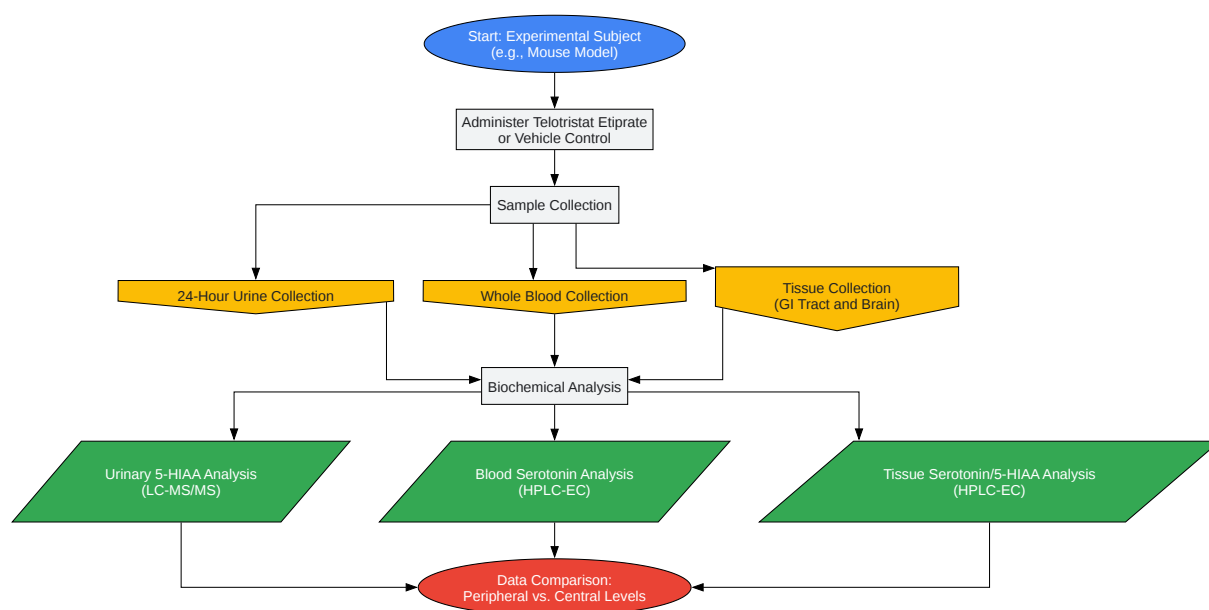 Start: Experimental Subject
(e.g., Mouse Model)
Administer Telotristat Etiprate
or Vehicle Control
Sample Collection
24-Hour Urine Collection
Whole Blood Collection
Tissue Collection
(GI Tract and Brain)
Biochemical Analysis
Urinary 5-HIAA Analysis
(LC-MS/MS)
Blood Serotonin Analysis
(HPLC-EC)
Tissue Serotonin/5-HIAA Analysis
(HPLC-EC)
Data Comparison:
Peripheral vs. Central Levels